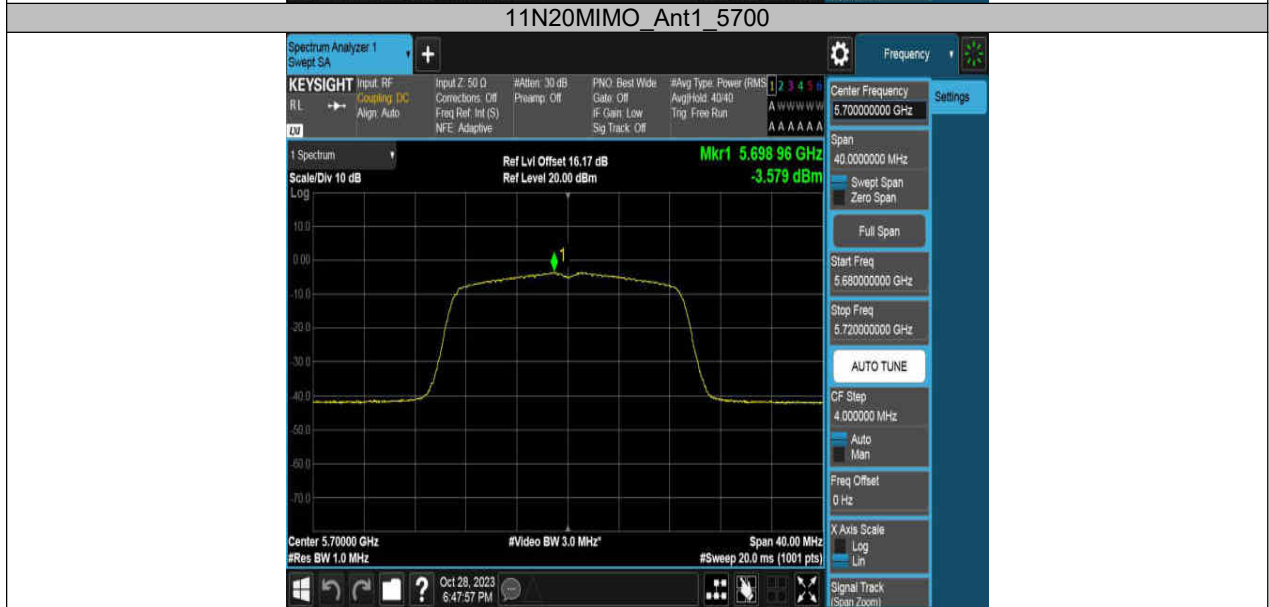 11N20MIMO_Ant1_5700
Spectrum Analyzer 1
Swept SA
+
Frequency
KEYSIGHT
RL
LXI
Input: RF
Coupling: DC
Align: Auto
Input Z: 50 Ω
Corrections: Off
Freq Ref: Int (S)
NFE: Adaptive
#Atten: 30 dB
Preamp: Off
PNO: Best Wide
Gate: Off
IF Gain: Low
Sig Track: Off
#Avg Type: Power (RMS
Avg|Hold: 40/40
Trig: Free Run
1 2 3 4 5 6
A W W W W W
A A A A A A
Center Frequency
5.700000000 GHz
Settings
1 Spectrum
Scale/Div 10 dB
Log
Ref Lvl Offset 16.17 dB
Ref Level 20.00 dBm
Mkr1 5.698 96 GHz
-3.579 dBm
Span
40.0000000 MHz
Swept Span
Zero Span
Full Span
Start Freq
5.680000000 GHz
Stop Freq
5.720000000 GHz
AUTO TUNE
CF Step
4.000000 MHz
Auto
Man
Freq Offset
0 Hz
X Axis Scale
Log
Lin
Signal Track
(Span Zoom)
10.0
0.00
-10.0
-20.0
-30.0
-40.0
-50.0
-60.0
-70.0
1
Center 5.70000 GHz
#Res BW 1.0 MHz
#Video BW 3.0 MHz*
Span 40.00 MHz
#Sweep 20.0 ms (1001 pts)
?
Oct 28, 2023
6:47:57 PM